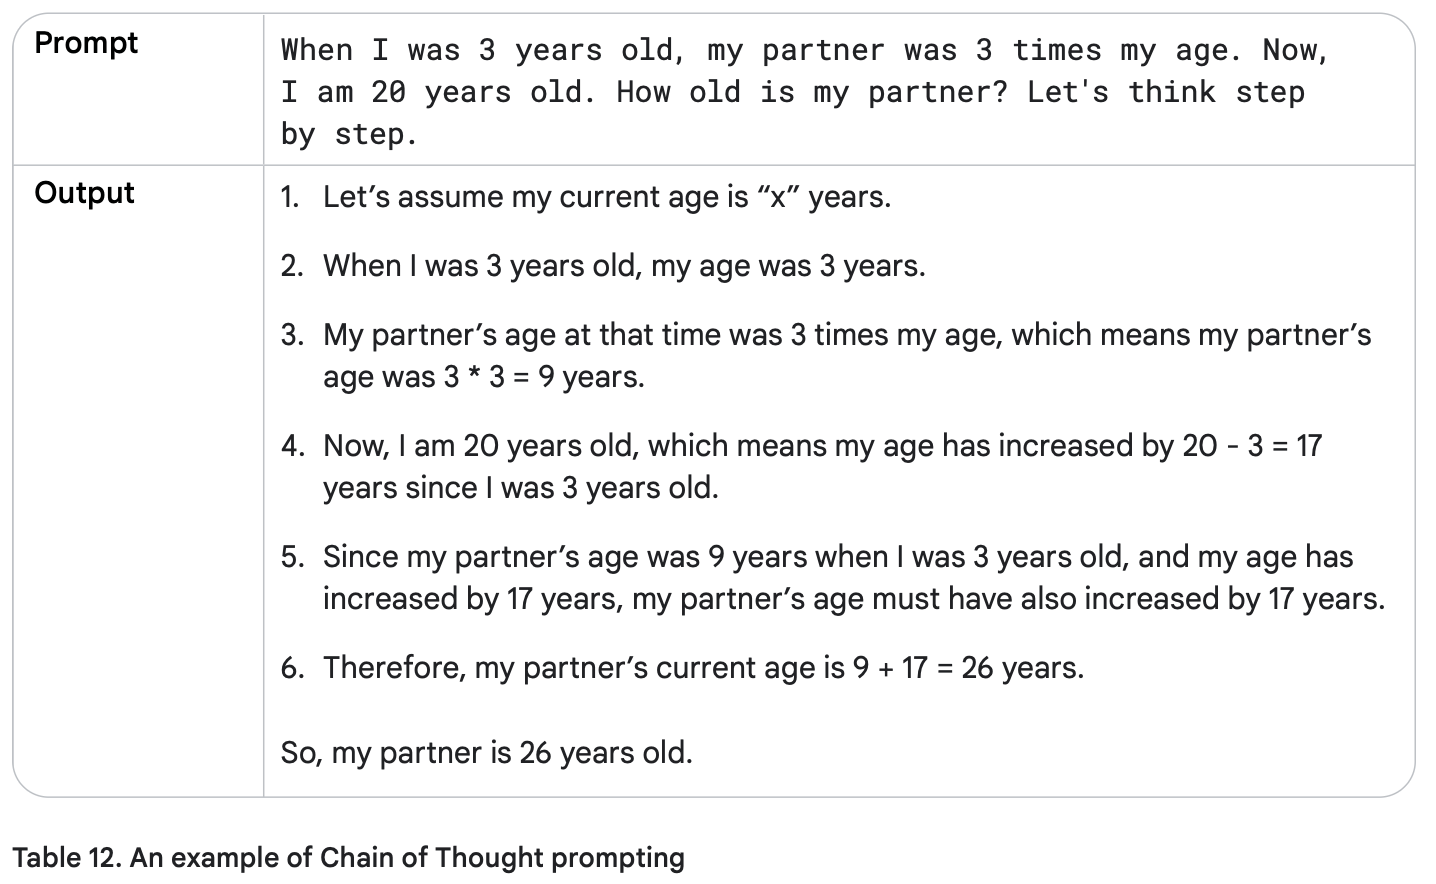 Prompt
When I was 3 years old, my partner was 3 times my age. Now,
I am 20 years old. How old is my partner? Let's think step
by step.
Output
1. Let’s assume my current age is “x” years.
2. When I was 3 years old, my age was 3 years.
3. My partner’s age at that time was 3 times my age, which means my partner’s
age was 3 * 3 = 9 years.
4. Now, I am 20 years old, which means my age has increased by 20 - 3 = 17
years since I was 3 years old.
5. Since my partner’s age was 9 years when I was 3 years old, and my age has
increased by 17 years, my partner’s age must have also increased by 17 years.
6. Therefore, my partner’s current age is 9 + 17 = 26 years.
So, my partner is 26 years old.
Table 12. An example of Chain of Thought prompting